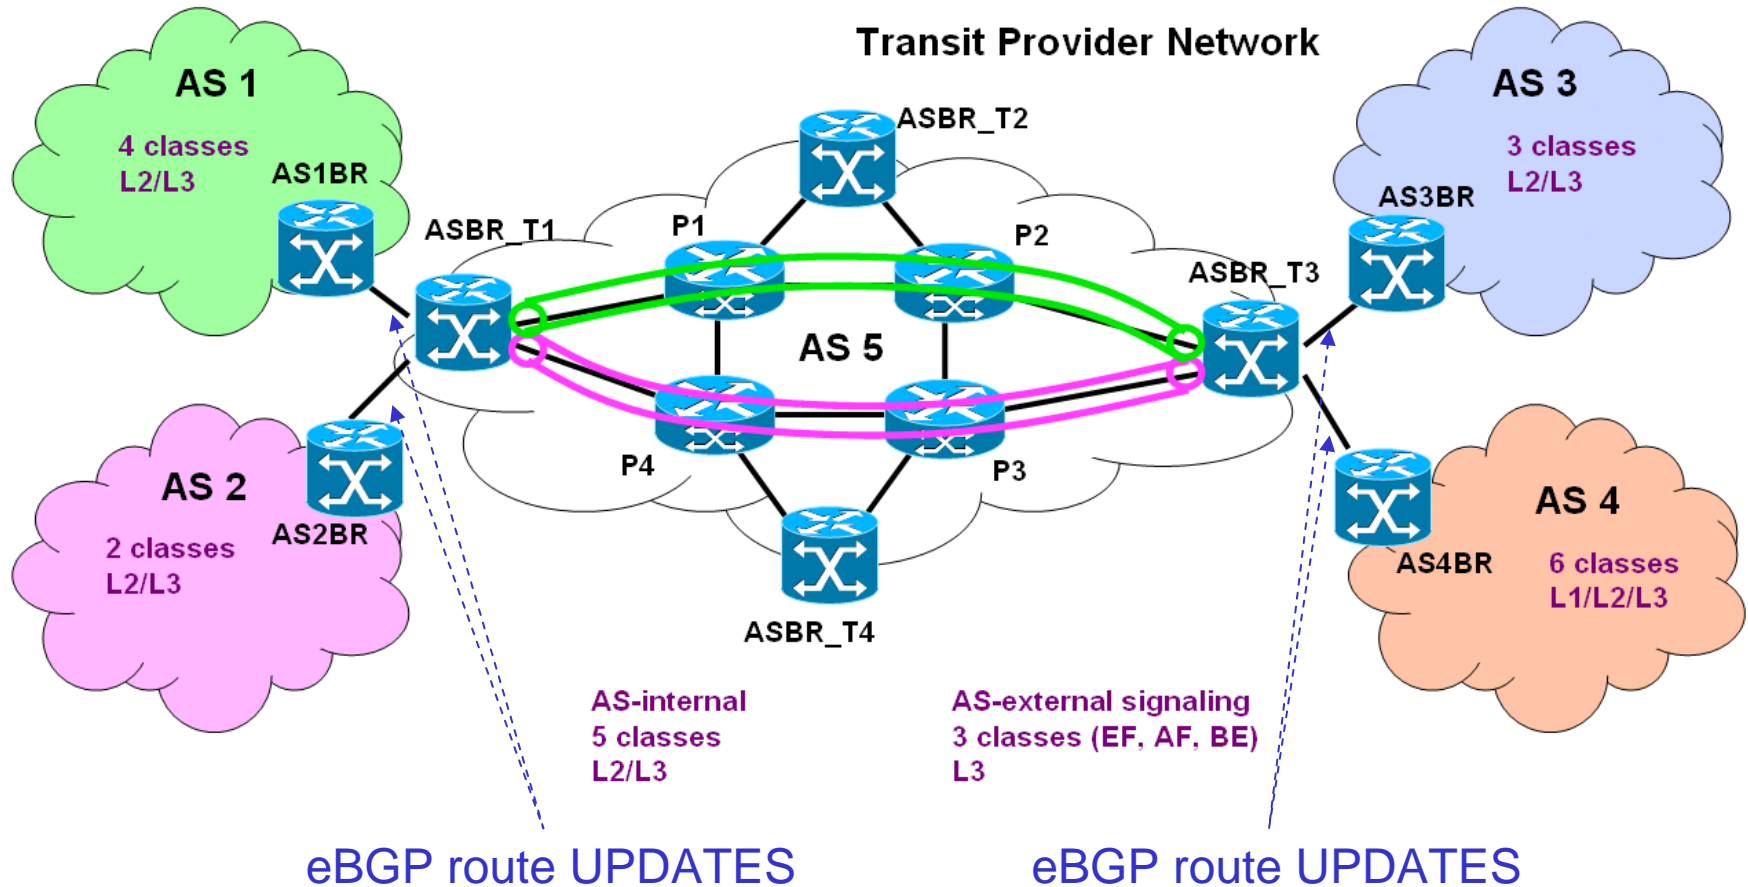 Transit Provider Network
AS 1
4 classes
L2/L3
AS1BR
ASBR_T1
P1
ASBR_T2
P2
ASBR_T3
AS 3
3 classes
L2/L3
AS3BR
AS 5
AS 2
2 classes
L2/L3
AS2BR
P4
P3
ASBR_T4
AS 4
AS4BR
6 classes
L1/L2/L3
AS-internal
5 classes
L2/L3
AS-external signaling
3 classes (EF, AF, BE)
L3
eBGP route UPDATES
eBGP route UPDATES